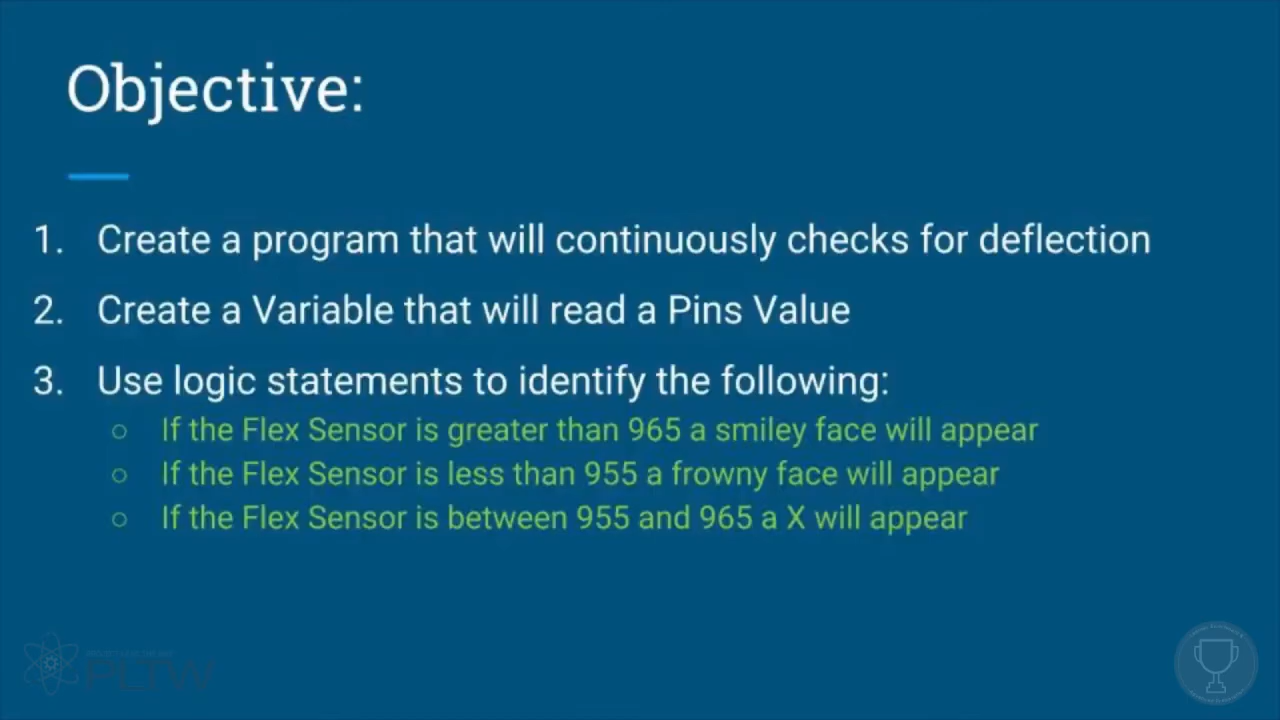 Objective:
1. Create a program that will continuously checks for deflection
2. Create a Variable that will read a Pins Value
3. Use logic statements to identify the following:
○ If the Flex Sensor is greater than 965 a smiley face will appear
○ If the Flex Sensor is less than 955 a frowny face will appear
○ If the Flex Sensor is between 955 and 965 a X will appear
PLTW